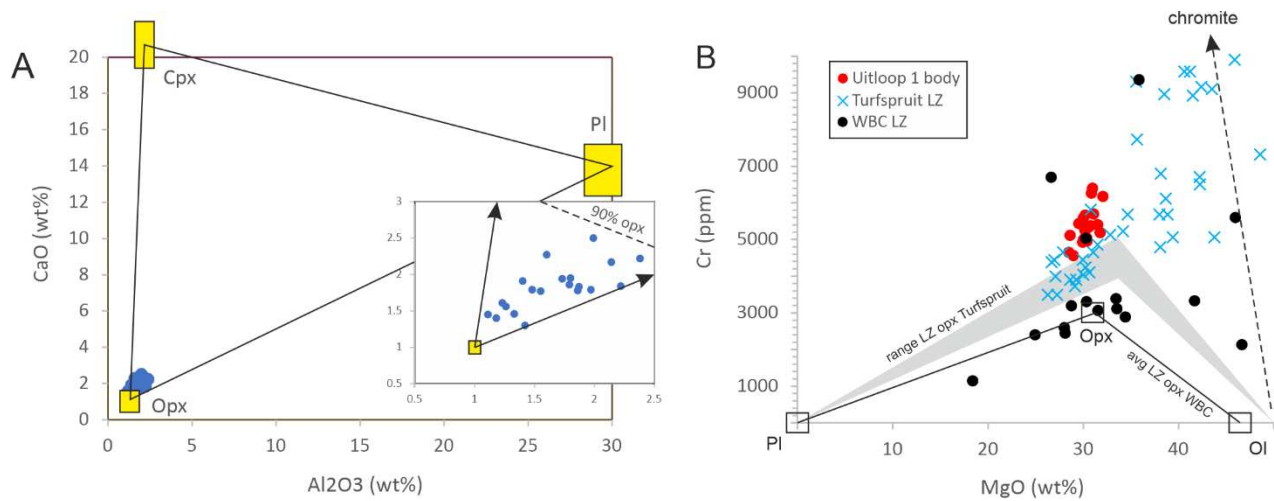 A
CaO (wt%)
20
18
16
14
12
10
8
6
4
2
0
0
5
10
15
20
25
30
Al2O3 (wt%)
Cpx
Pl
Opx
3
2.5
2
1.5
1
0.5
0.5
1
1.5
2
2.5
90% opx
B
Cr (ppm)
9000
7000
5000
3000
1000
10
20
30
40
MgO (wt%)
Uitloop 1 body
Turfspruit LZ
WBC LZ
chromite
range LZ opx Turfspruit
Opx
avg LZ opx WBC
Pl
Ol